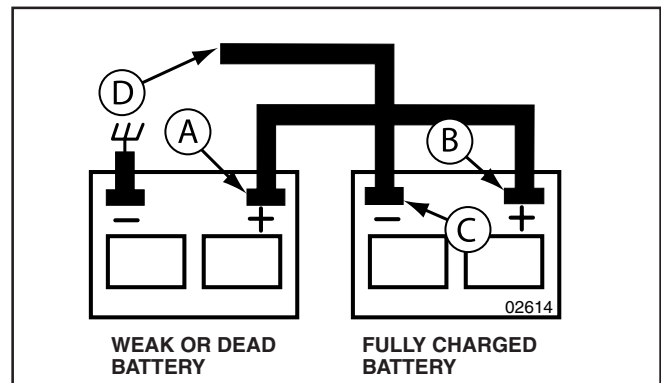 D
A
B
C
–
+
–
+
02614
WEAK OR DEAD
BATTERY
FULLY CHARGED
BATTERY